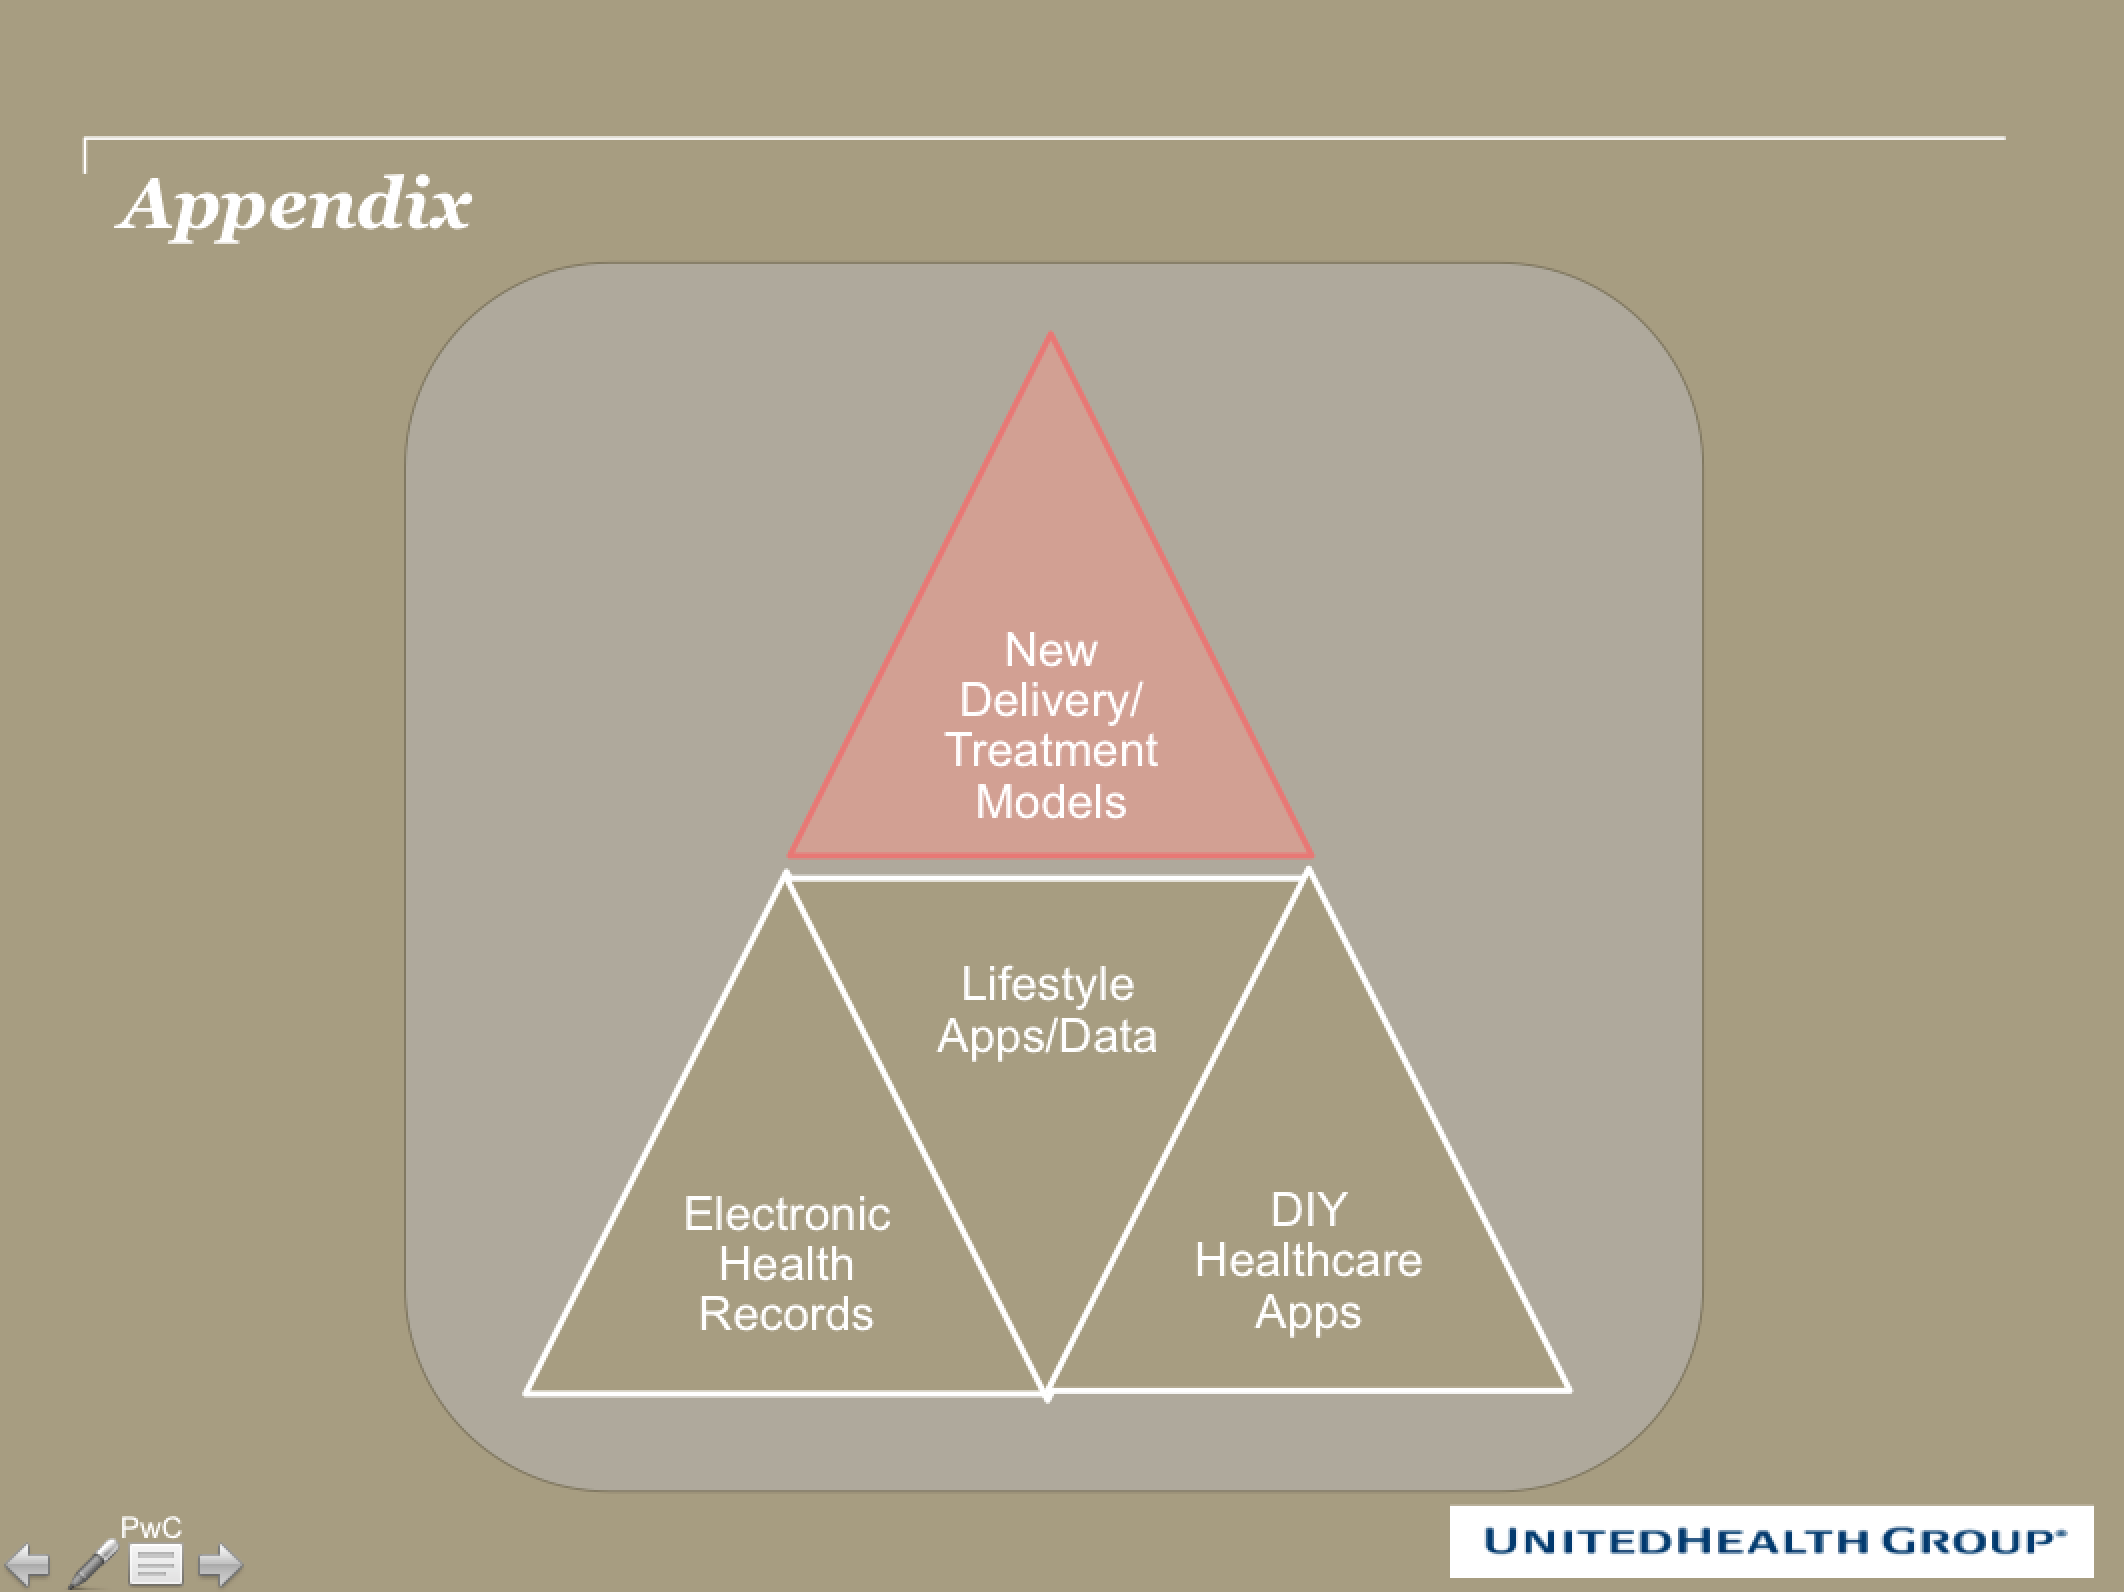 Appendix
New
Delivery/
Treatment
Models
Lifestyle
Apps/Data
Electronic
Health
Records
DIY
Healthcare
Apps
PwC
UNITEDHEALTH GROUP®